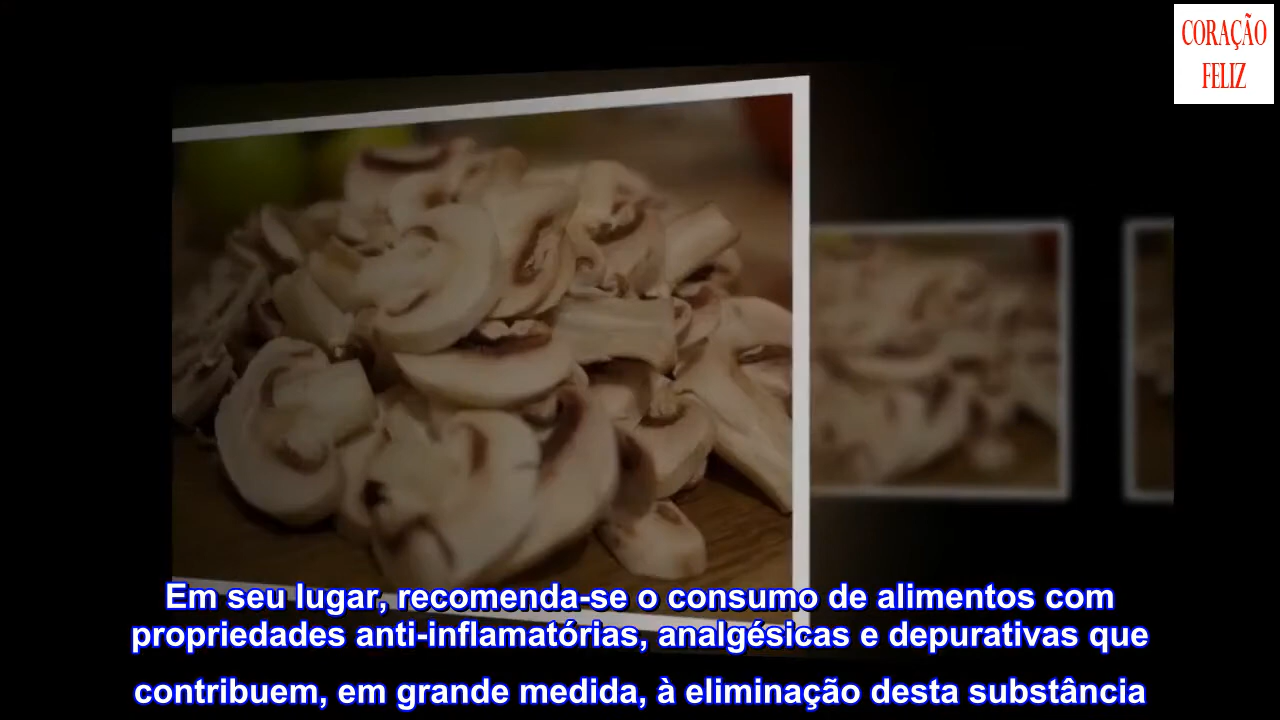 CORAÇÃO
FELIZ
Em seu lugar, recomenda-se o consumo de alimentos com
propriedades anti-inflamatórias, analgésicas e depurativas que
contribuem, em grande medida, à eliminação desta substância